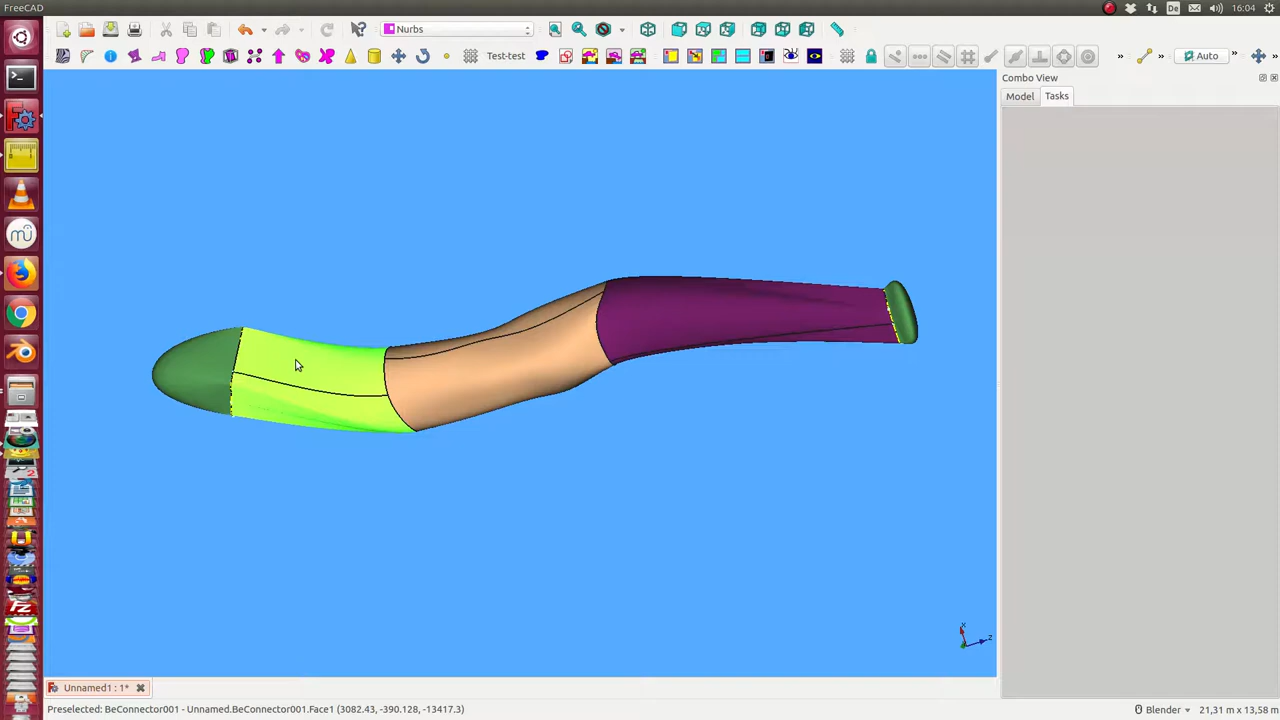 FreeCAD
De
16:04
Nurbs
Test-test
Auto
Combo View
Model
Tasks
x
z
Unnamed1 : 1*
Preselected: BeConnector001 - Unnamed.BeConnector001.Face1 (3082.43, -390.128, -13417.3)
Blender
21,31 m x 13,58 m